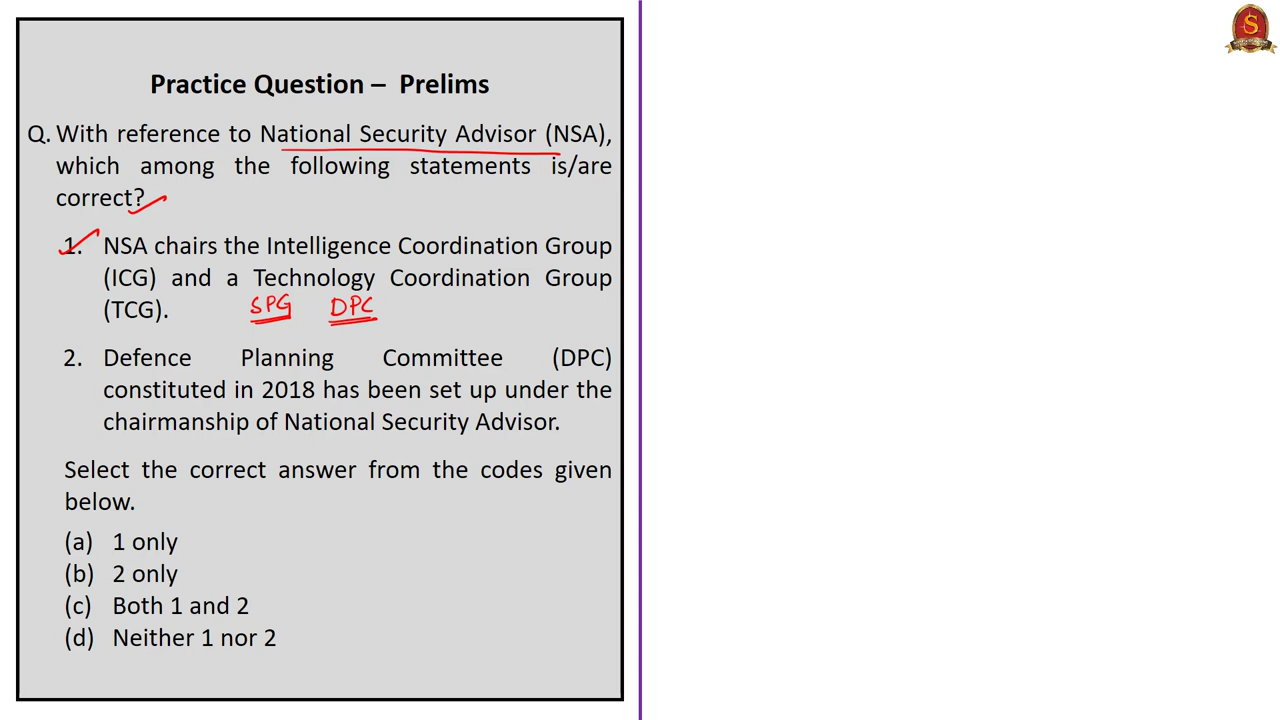 Practice Question – Prelims
Q. With reference to National Security Advisor (NSA),
which among the following statements is/are
correct?
1. NSA chairs the Intelligence Coordination Group
(ICG) and a Technology Coordination Group
(TCG).
SPG DPC
2. Defence Planning Committee (DPC)
constituted in 2018 has been set up under the
chairmanship of National Security Advisor.
Select the correct answer from the codes given
below.
(a) 1 only
(b) 2 only
(c) Both 1 and 2
(d) Neither 1 nor 2
S